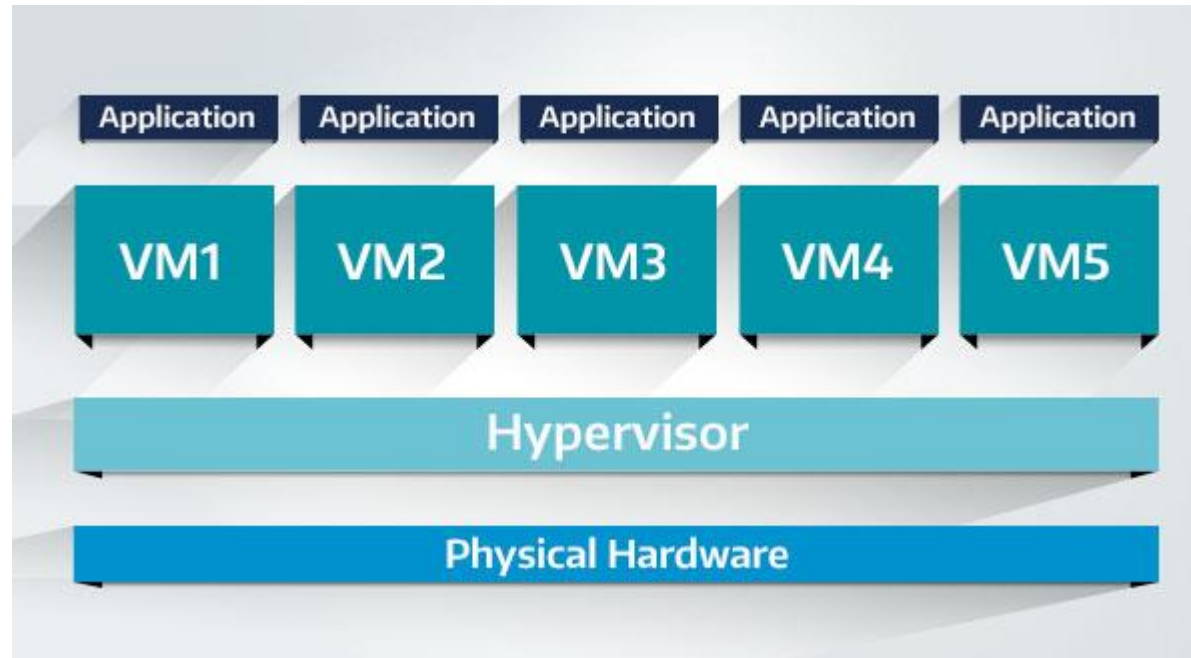 Application Application Application Application Application
VM1 VM2 VM3 VM4 VM5
Hypervisor
Physical Hardware